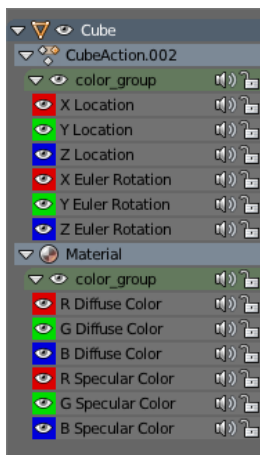 Cube
CubeAction.002
color_group
X Location
Y Location
Z Location
X Euler Rotation
Y Euler Rotation
Z Euler Rotation
Material
color_group
R Diffuse Color
G Diffuse Color
B Diffuse Color
R Specular Color
G Specular Color
B Specular Color